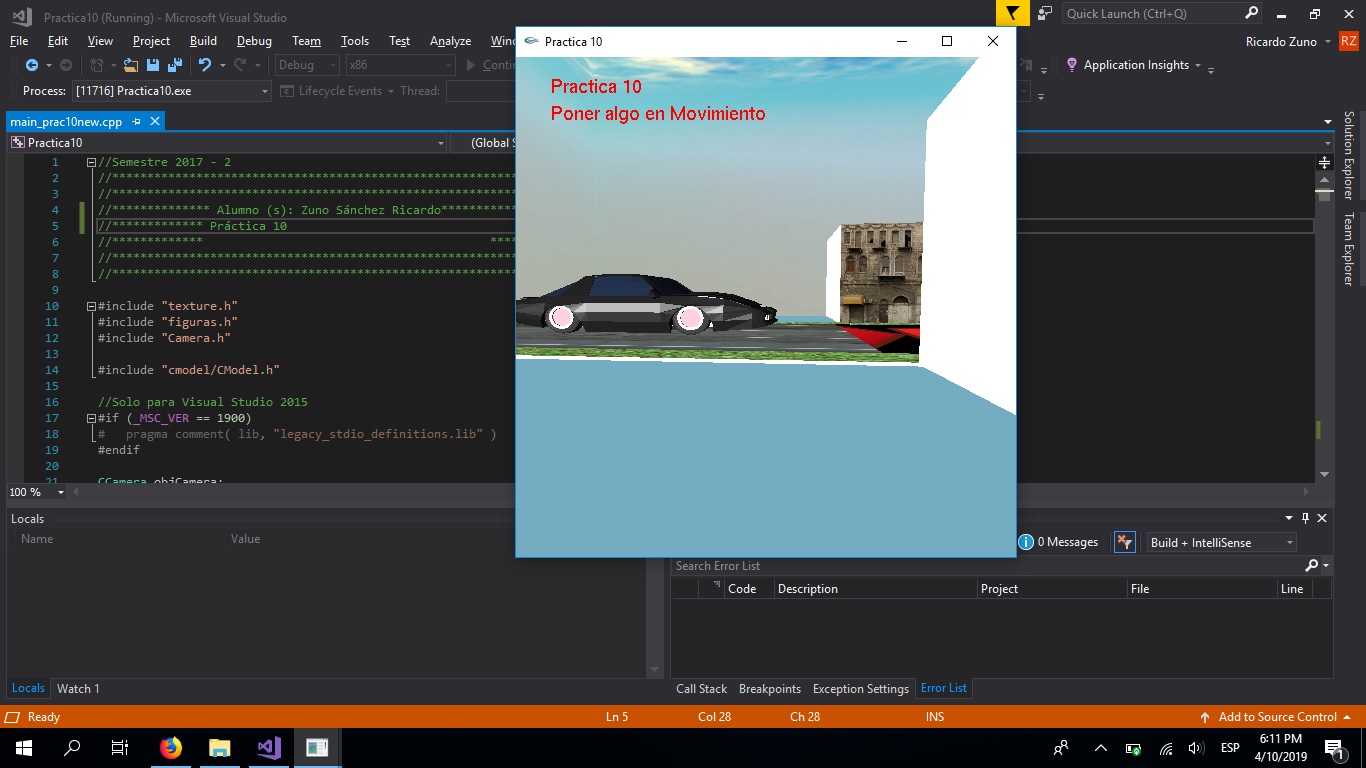 Practica10 (Running) - Microsoft Visual Studio
Quick Launch (Ctrl+Q)
File Edit View Project Build Debug Team Tools Test Analyze
Ricardo Zuno RZ
Debug x86
Application Insights
Process: [11716] Practica10.exe Lifecycle Events Thread:
main_prac10new.cpp
Practica10 (Global
1 //Semestre 2017 - 2
2 //**********************************************************
3 //**********************************************************
4 //************** Alumno (s): Zuno Sánchez Ricardo***********
5 //************* Práctica 10
6 //************* ****
7 //**********************************************************
8 //**********************************************************
9
10 #include "texture.h"
11 #include "figuras.h"
12 #include "Camera.h"
13
14 #include "cmodel/CModel.h"
15
16 //Solo para Visual Studio 2015
17 #if (_MSC_VER == 1900)
18 # pragma comment( lib, "legacy_stdio_definitions.lib" )
19 #endif
20
21 CCamera objCamera;
100 %
Practica 10
Practica 10
Poner algo en Movimiento
Solution Explorer
Team Explorer
Locals
Name Value
Locals Watch 1
0 Messages
Build + IntelliSense
Search Error List
Code Description Project File Line
Call Stack Breakpoints Exception Settings Error List
Ready Ln 5 Col 28 Ch 28 INS Add to Source Control
ESP
6:11 PM
4/10/2019
1